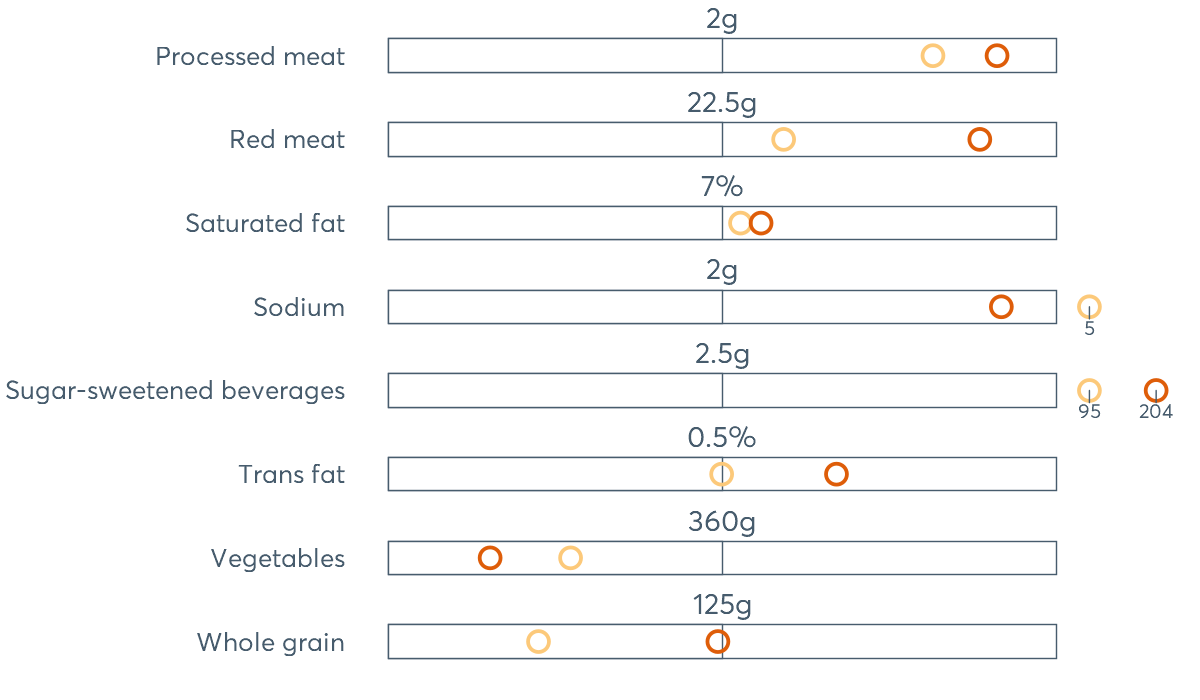 2g
Processed meat
22.5g
Red meat
7%
Saturated fat
2g
Sodium
5
2.5g
Sugar-sweetened beverages
95 204
0.5%
Trans fat
360g
Vegetables
125g
Whole grain